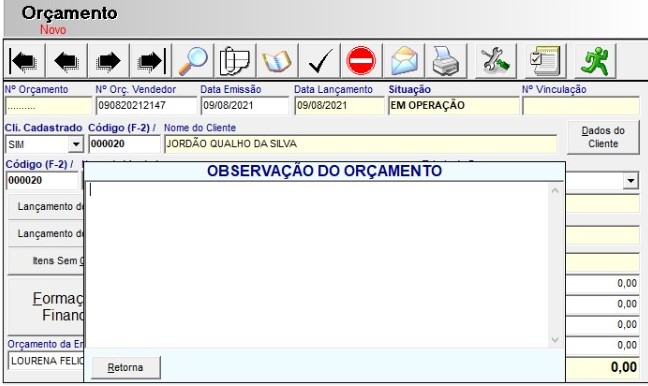 Orçamento
Novo
Nº Orçamento Nº Orç. Vendedor Data Emissão Data Lançamento Situação Nº Vinculação
.......... 090820212147 09/08/2021 09/08/2021 EM OPERAÇÃO
Cli. Cadastrado Código (F-2) / Nome do Cliente
SIM 000020 JORDÃO QUALHO DA SILVA
Dados do
Cliente
Código (F-2) /
000020
OBSERVAÇÃO DO ORÇAMENTO
Lançamento de
Lançamento de
Itens Sem
0,00
Formaç
0,00
Financ
0,00
Orçamento da En
0,00
LOURENA FELIC
Retorna
0,00